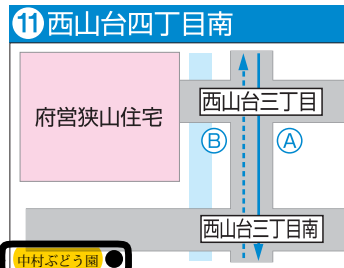 ⑪西山台四丁目南
西山台三丁目
府営狭山住宅
Ⓑ Ⓐ
西山台三丁目南
中村ぶどう園